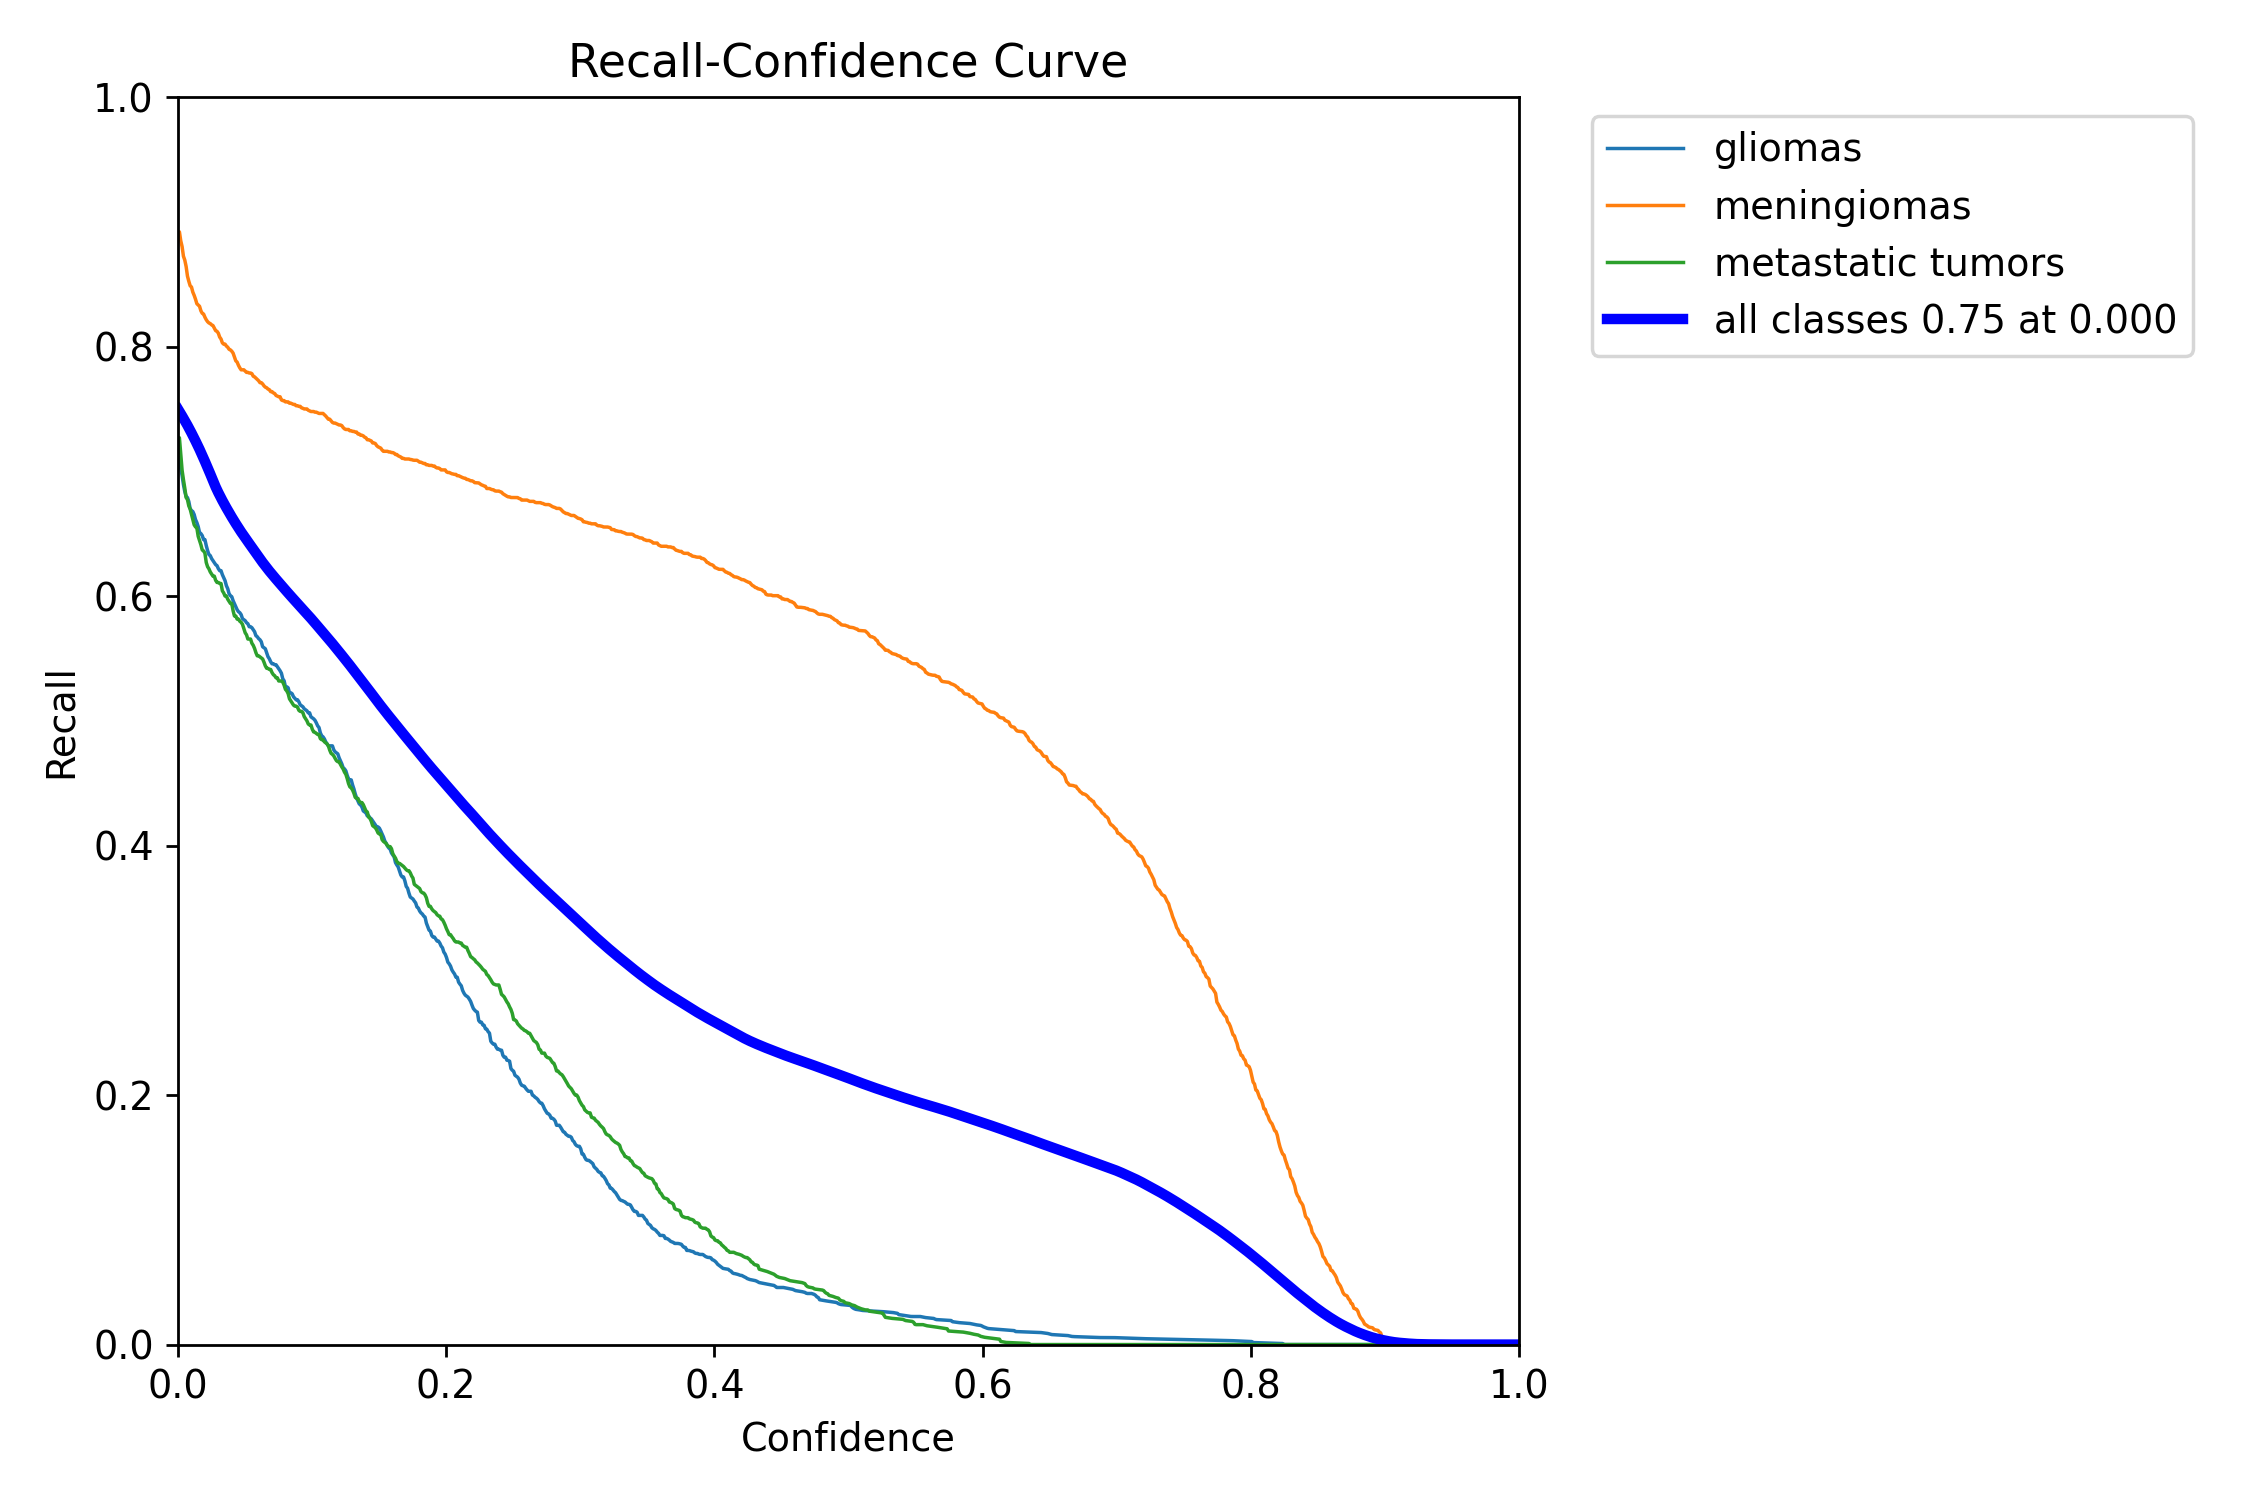 Recall-Confidence Curve
1.0
0.8
0.6
0.4
0.2
0.0
Recall
0.0 0.2 0.4 0.6 0.8 1.0
Confidence
gliomas
meningiomas
metastatic tumors
all classes 0.75 at 0.000